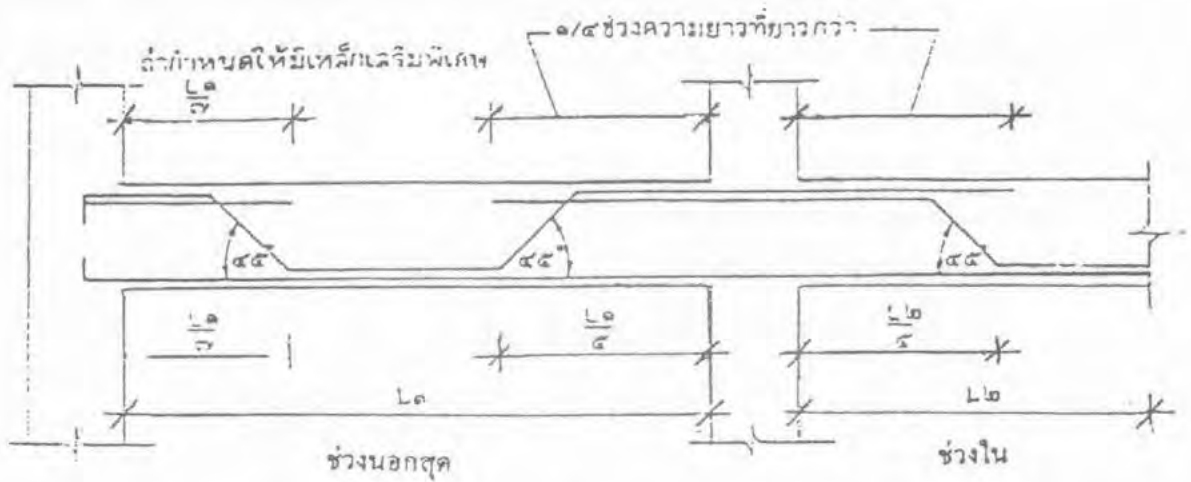 ๑/๔ช่วงความยาวที่ยาวกว่า
ถ้ากำหนดให้มีเหล็กเสริมพิเศษ
L๑
๗
๔๕
๔๕°
๔๕
L๑
๗
L๑
L๒
L๑
L๒
ช่วงนอกสุด
ช่วงใน